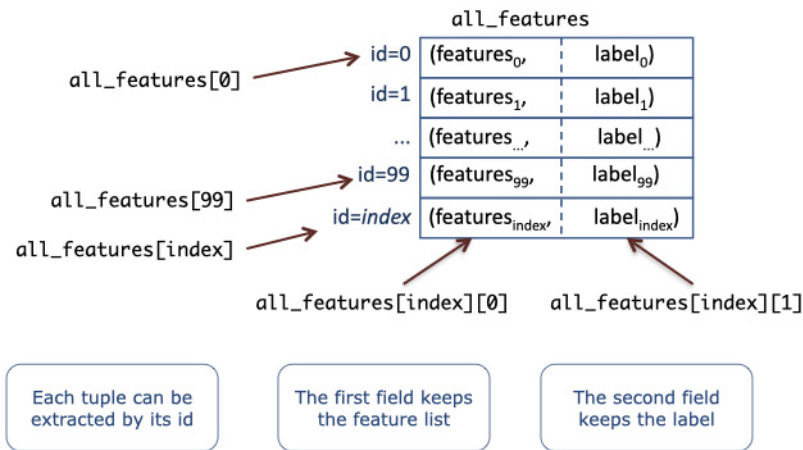 all_features
all_features[0]
id=0 (features₀, label₀)
id=1 (features₁, label₁)
... (features..., label...)
id=99 (features₉₉, label₉₉)
all_features[99]
id=index (features_index, label_index)
all_features[index]
all_features[index][0] all_features[index][1]
Each tuple can be
extracted by its id
The first field keeps
the feature list
The second field
keeps the label